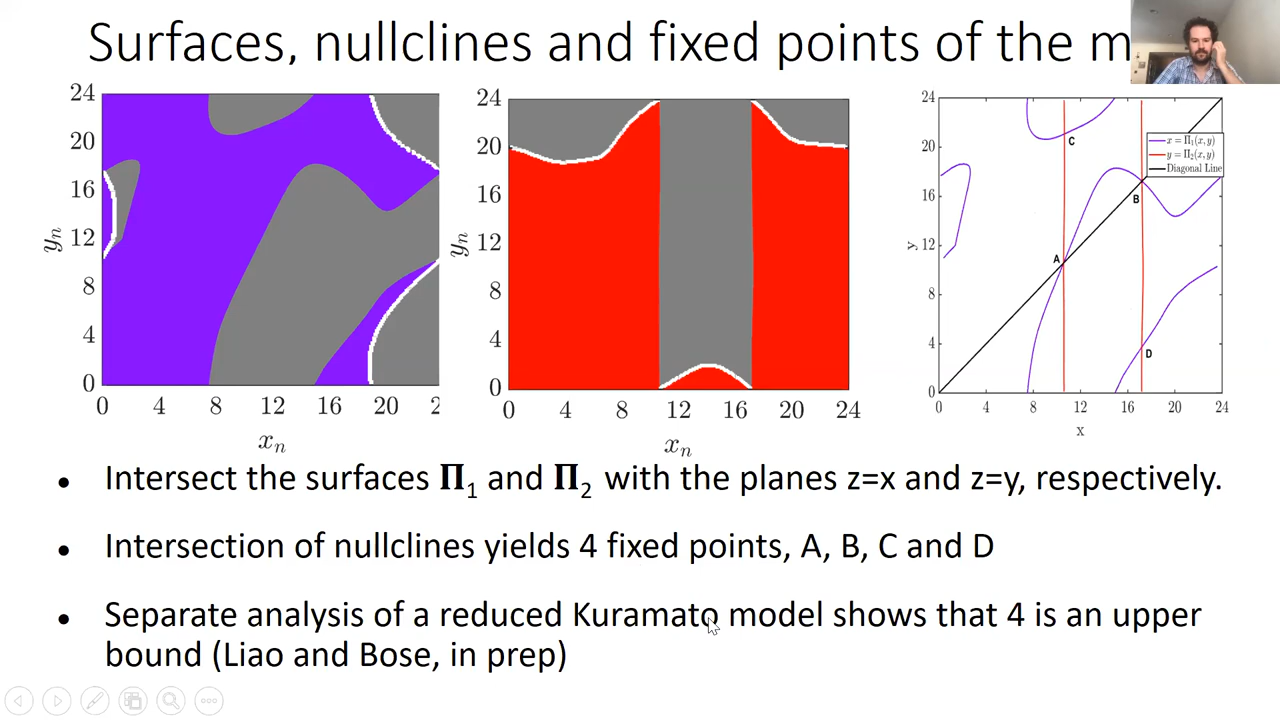 Surfaces, nullclines and fixed points of the m
24
20
16
12
8
4
0
0 4 8 12 16 20 2
yₙ
xₙ
24
20
16
12
8
4
0
0 4 8 12 16 20 24
yₙ
xₙ
24
20
16
12
8
4
0
0 4 8 12 16 20 24
y
x
x = Π₁(x, y)
y = Π₂(x, y)
Diagonal Line
C
B
A
D
• Intersect the surfaces Π₁ and Π₂ with the planes z=x and z=y, respectively.
• Intersection of nullclines yields 4 fixed points, A, B, C and D
• Separate analysis of a reduced Kuramato model shows that 4 is an upper
bound (Liao and Bose, in prep)